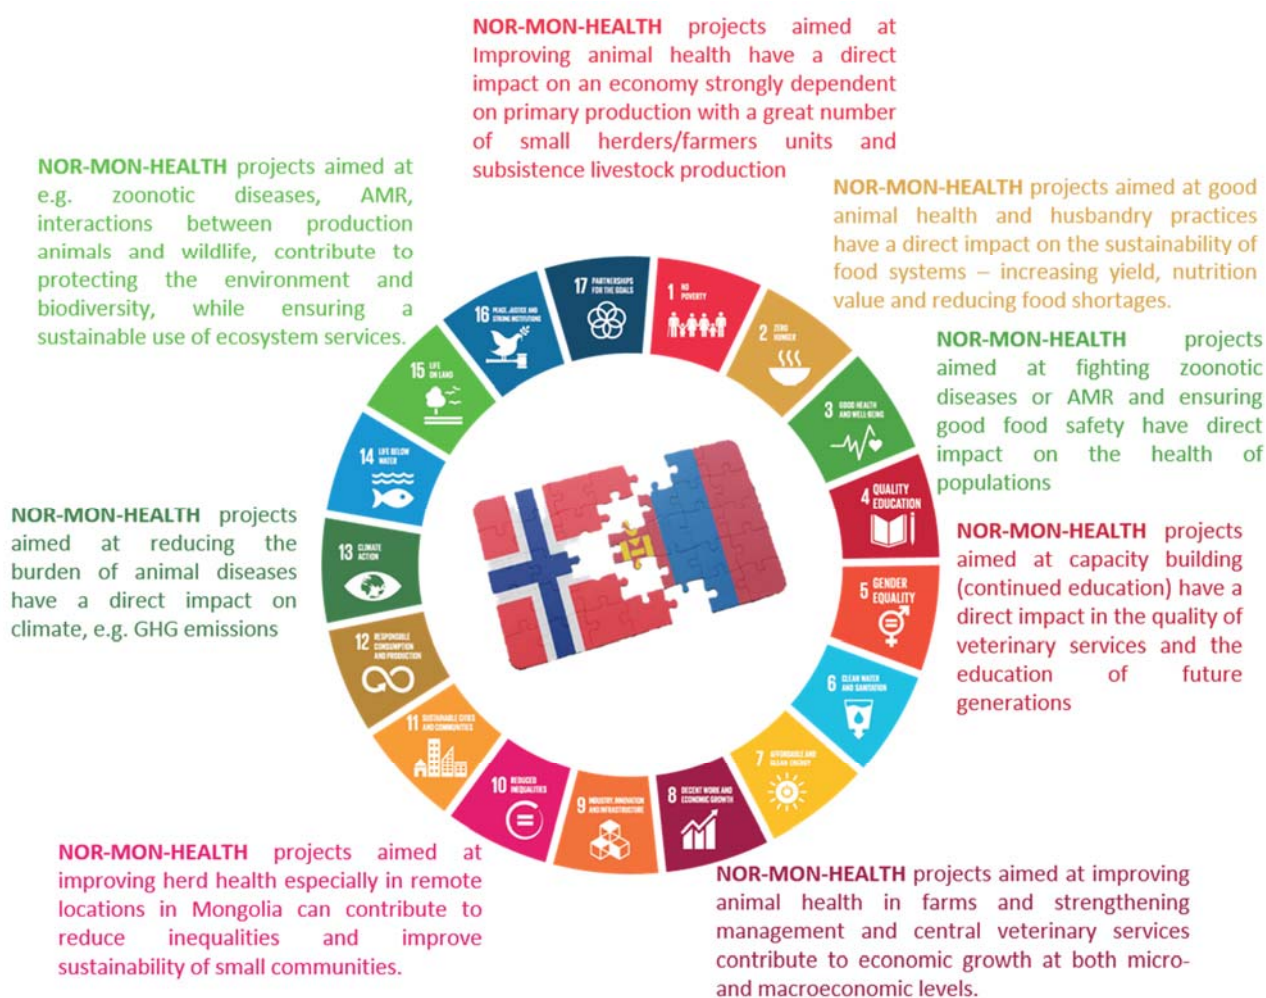 NOR-MON-HEALTH projects aimed at
Improving animal health have a direct
impact on an economy strongly dependent
on primary production with a great number
of small herders/farmers units and
subsistence livestock production
NOR-MON-HEALTH projects aimed at
e.g. zoonotic diseases, AMR,
interactions between production
animals and wildlife, contribute to
protecting the environment and
biodiversity, while ensuring a
sustainable use of ecosystem services.
NOR-MON-HEALTH projects aimed at good
animal health and husbandry practices
have a direct impact on the sustainability of
food systems – increasing yield, nutrition
value and reducing food shortages.
NOR-MON-HEALTH projects
aimed at fighting zoonotic
diseases or AMR and ensuring
good food safety have direct
impact on the health of
populations
NOR-MON-HEALTH projects
aimed at capacity building
(continued education) have a
direct impact in the quality of
veterinary services and the
education of future
generations
NOR-MON-HEALTH projects
aimed at reducing the
burden of animal diseases
have a direct impact on
climate, e.g. GHG emissions
NOR-MON-HEALTH projects aimed at
improving herd health especially in remote
locations in Mongolia can contribute to
reduce inequalities and improve
sustainability of small communities.
NOR-MON-HEALTH projects aimed at improving
animal health in farms and strengthening
management and central veterinary services
contribute to economic growth at both micro-
and macroeconomic levels.
1 NO
POVERTY
2 ZERO
HUNGER
3 GOOD HEALTH
AND WELL-BEING
4 QUALITY
EDUCATION
5 GENDER
EQUALITY
6 CLEAN WATER
AND SANITATION
7 AFFORDABLE AND
CLEAN ENERGY
8 DECENT WORK AND
ECONOMIC GROWTH
9 INDUSTRY, INNOVATION
AND INFRASTRUCTURE
10 REDUCED
INEQUALITIES
11 SUSTAINABLE CITIES
AND COMMUNITIES
12 RESPONSIBLE
CONSUMPTION
AND PRODUCTION
13 CLIMATE
ACTION
14 LIFE BELOW
WATER
15 LIFE
ON LAND
16 PEACE, JUSTICE AND
STRONG INSTITUTIONS
17 PARTNERSHIPS
FOR THE GOALS